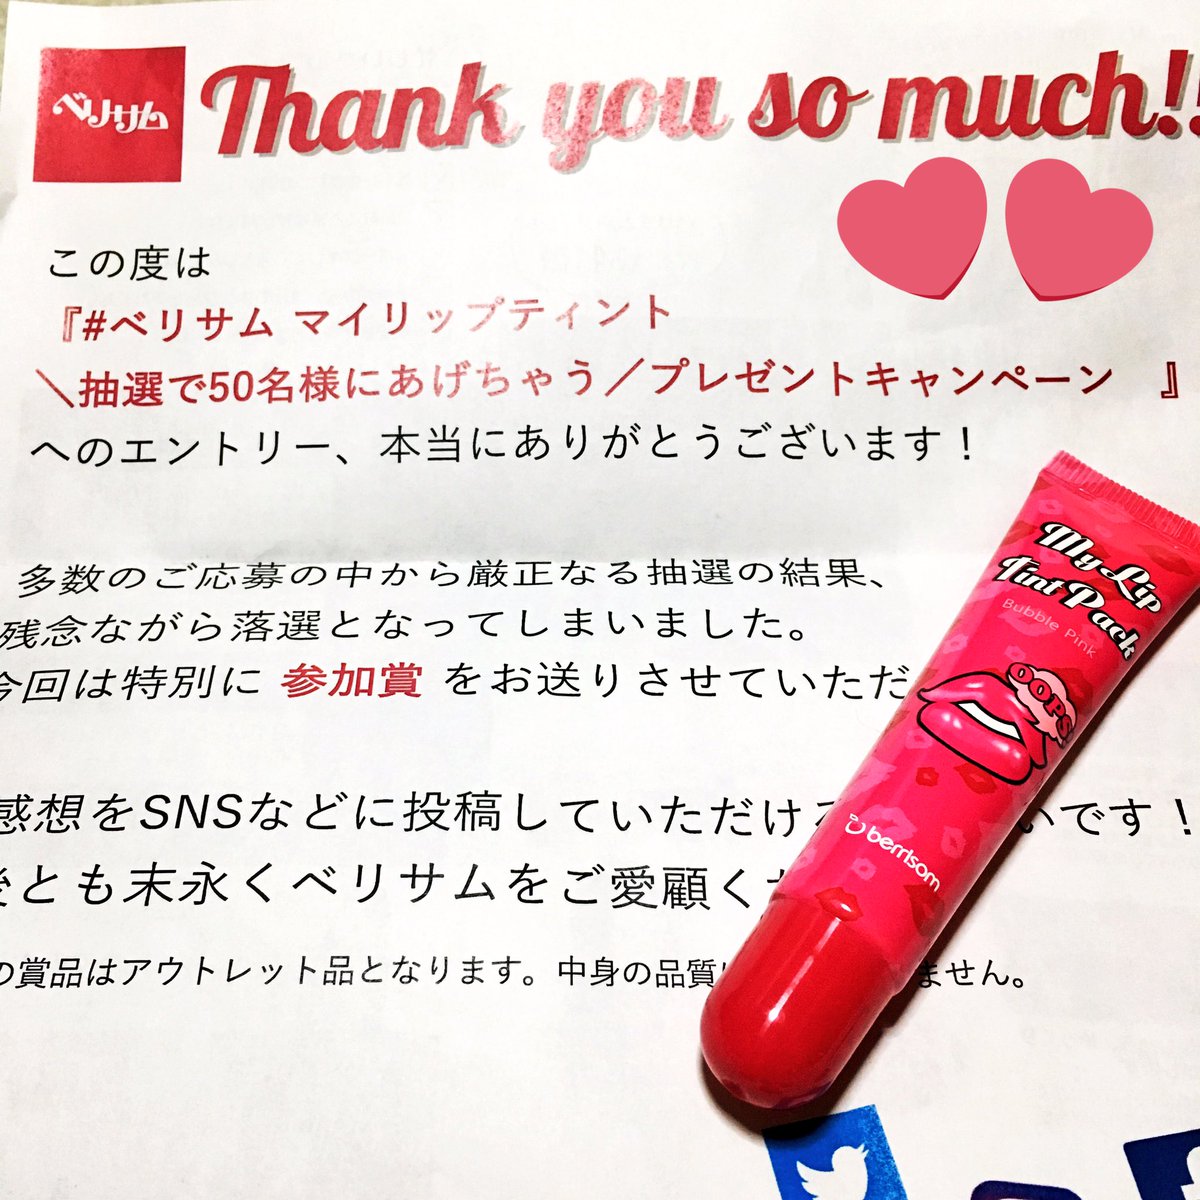 ベリサム
Thank you so much!!
この度は
『#ベリサム マイリップティント
＼抽選で50名様にあげちゃう／プレゼントキャンペーン 』
へのエントリー、本当にありがとうございます！
多数のご応募の中から厳正なる抽選の結果、
残念ながら落選となってしまいました。
今回は特別に 参加賞 をお送りさせていただ
感想をSNSなどに投稿していただけ いです！
とも末永くベリサムをご愛顧く
の賞品はアウトレット品となります。中身の品質 ません。
My Lip
Tint Pack
Bubble Pink
OOPS!
berrisom